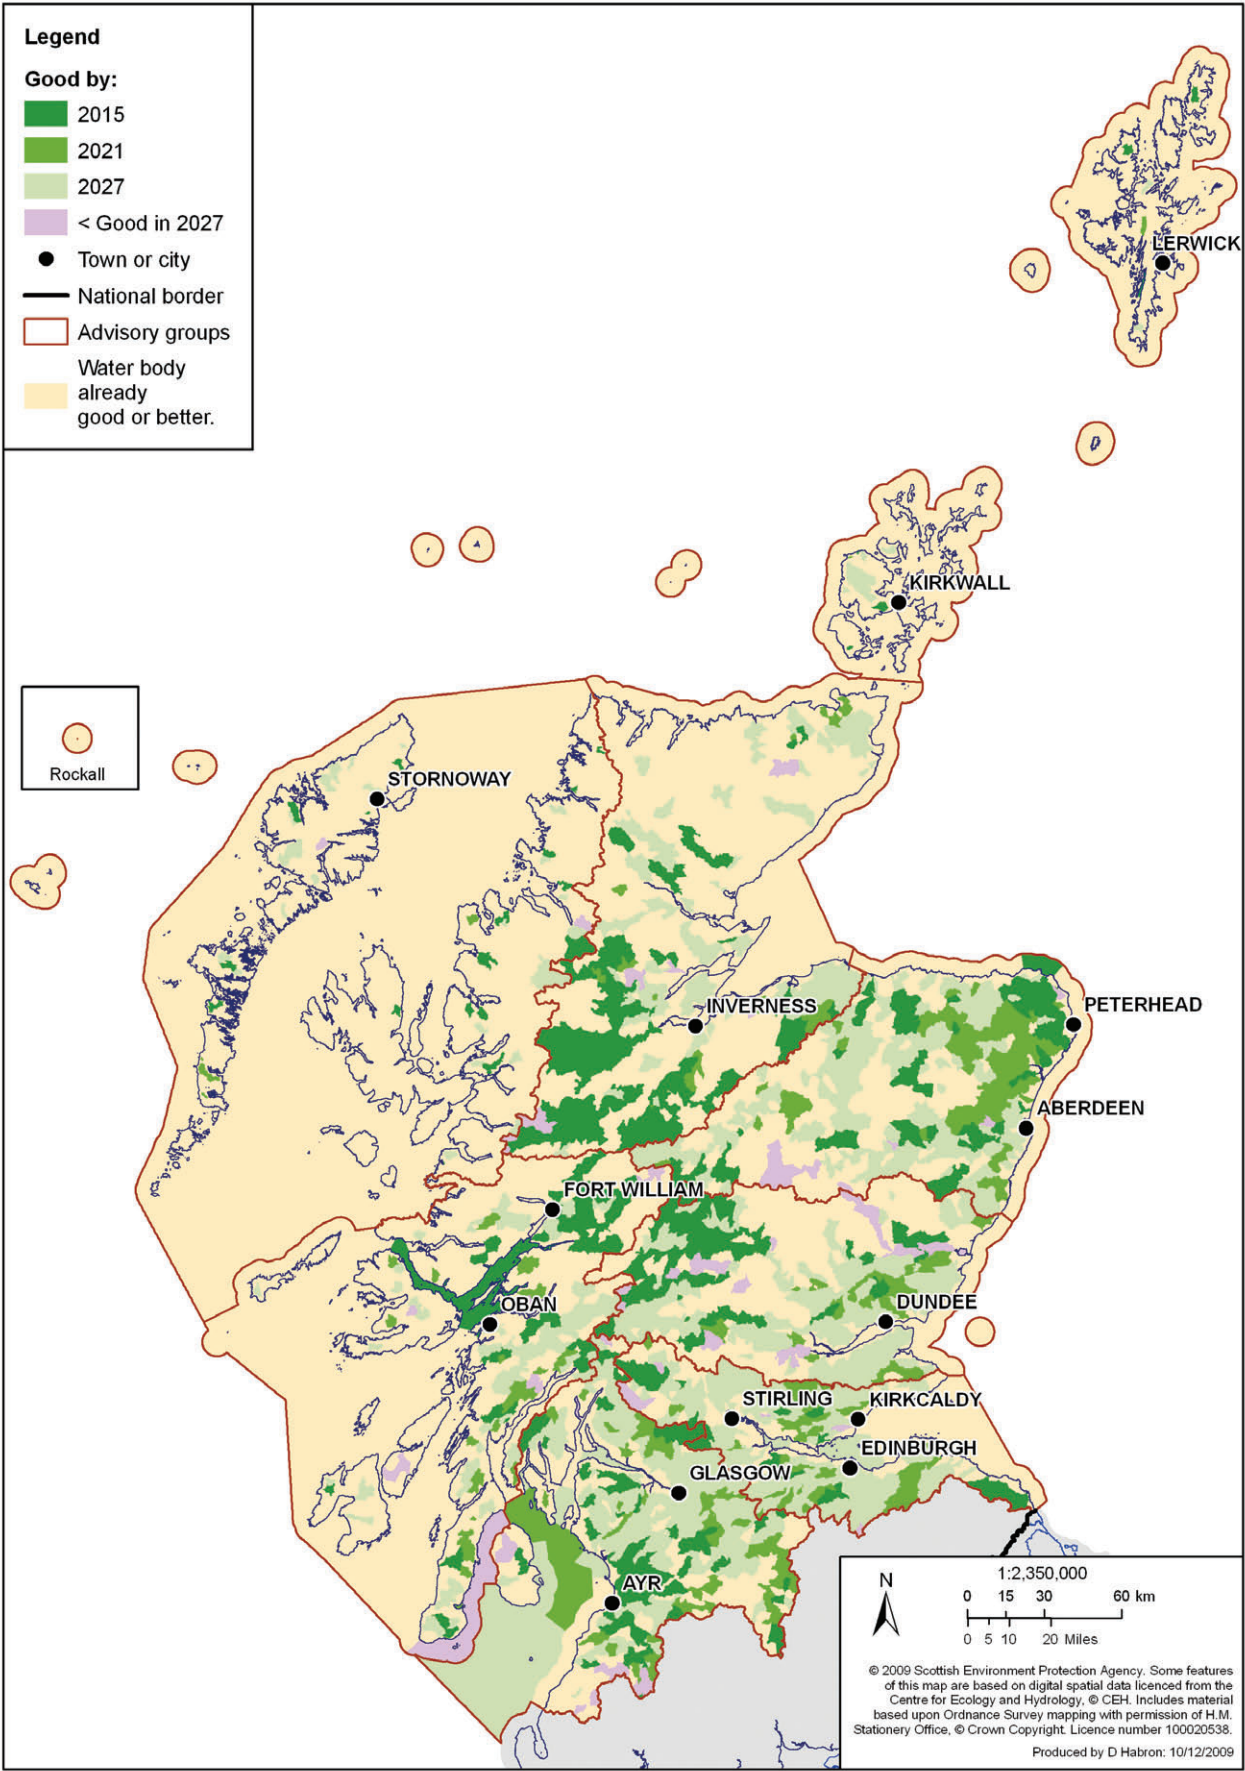 Legend
Good by:
2015
2021
2027
< Good in 2027
Town or city
National border
Advisory groups
Water body
already
good or better.
LERWICK
KIRKWALL
Rockall
STORNOWAY
INVERNESS
PETERHEAD
ABERDEEN
FORT WILLIAM
OBAN
DUNDEE
STIRLING
KIRKCALDY
EDINBURGH
GLASGOW
AYR
N
1:2,350,000
0 15 30 60 km
0 5 10 20 Miles
© 2009 Scottish Environment Protection Agency. Some features
of this map are based on digital spatial data licenced from the
Centre for Ecology and Hydrology, © CEH. Includes material
based upon Ordnance Survey mapping with permission of H.M.
Stationery Office, © Crown Copyright. Licence number 100020538.
Produced by D Habron: 10/12/2009